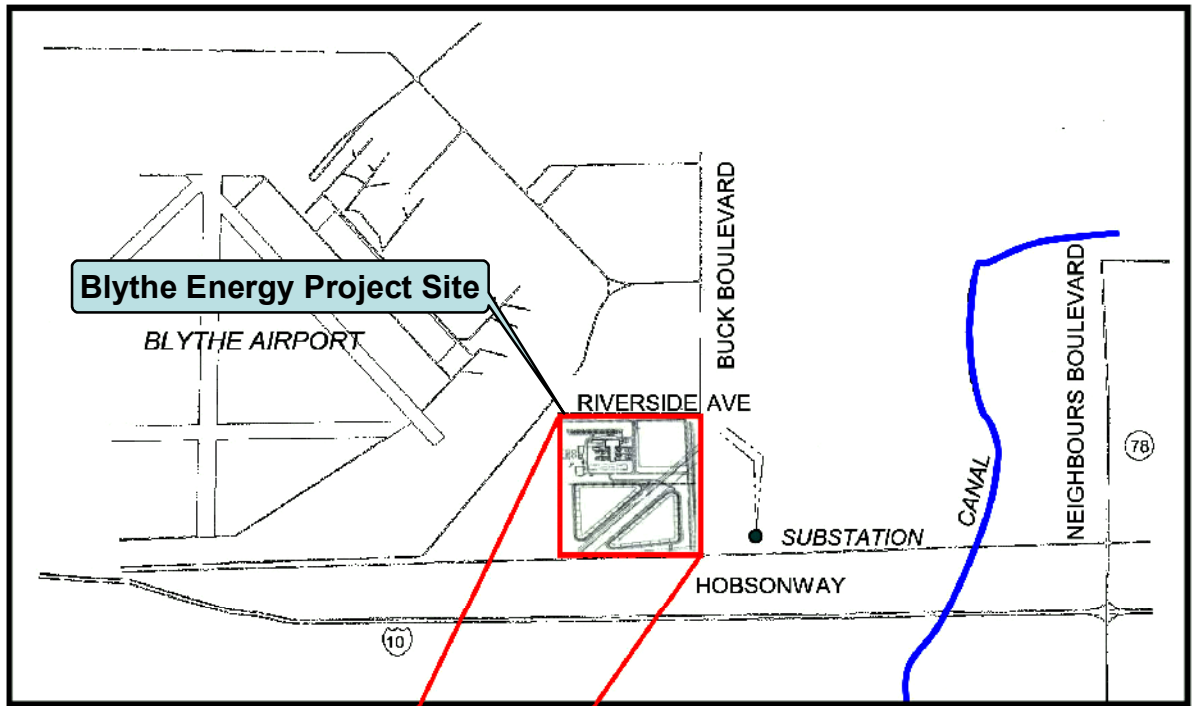 BUCK BOULEVARD
NEIGHBOURS BOULEVARD
Blythe Energy Project Site
BLYTHE AIRPORT
RIVERSIDE AVE
78
CANAL
SUBSTATION
HOBSONWAY
10